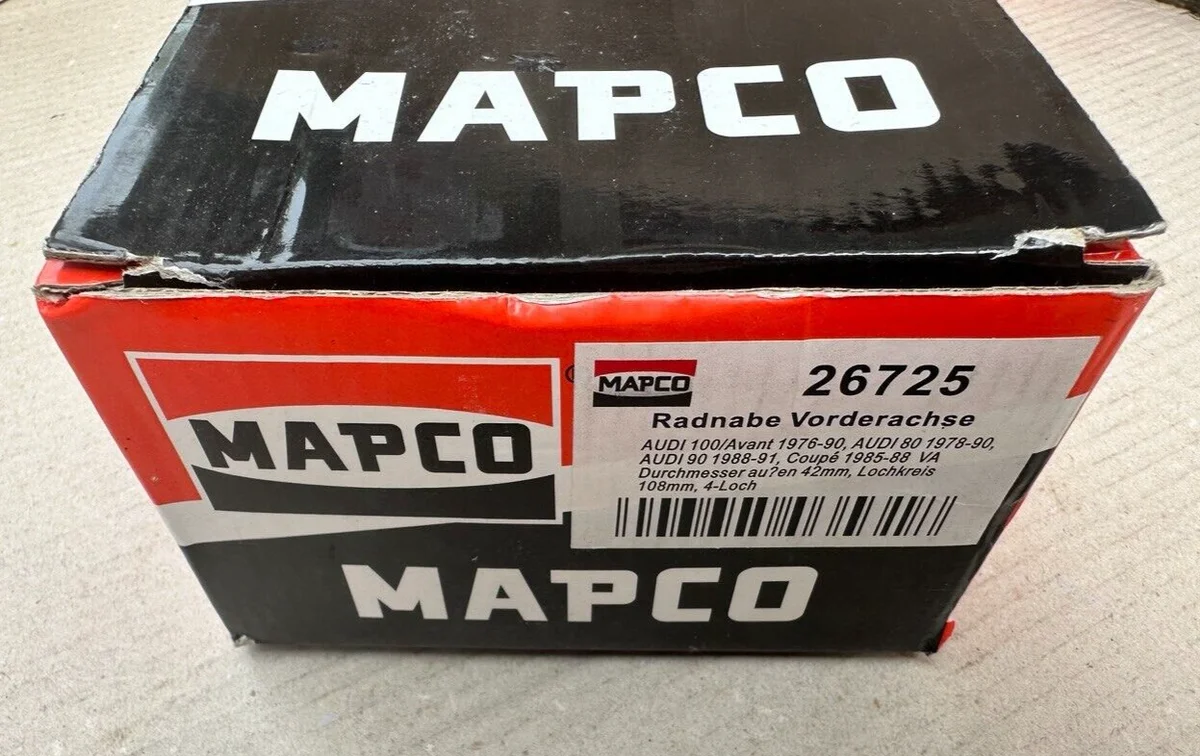 MAPCO
MAPCO
MAPCO
26725
Radnabe Vorderachse
AUDI 100/Avant 1976-90, AUDI 80 1978-90,
AUDI 90 1988-91, Coupé 1985-88 VA
Durchmesser au?en 42mm, Lochkreis
108mm, 4-Loch
MAPCO